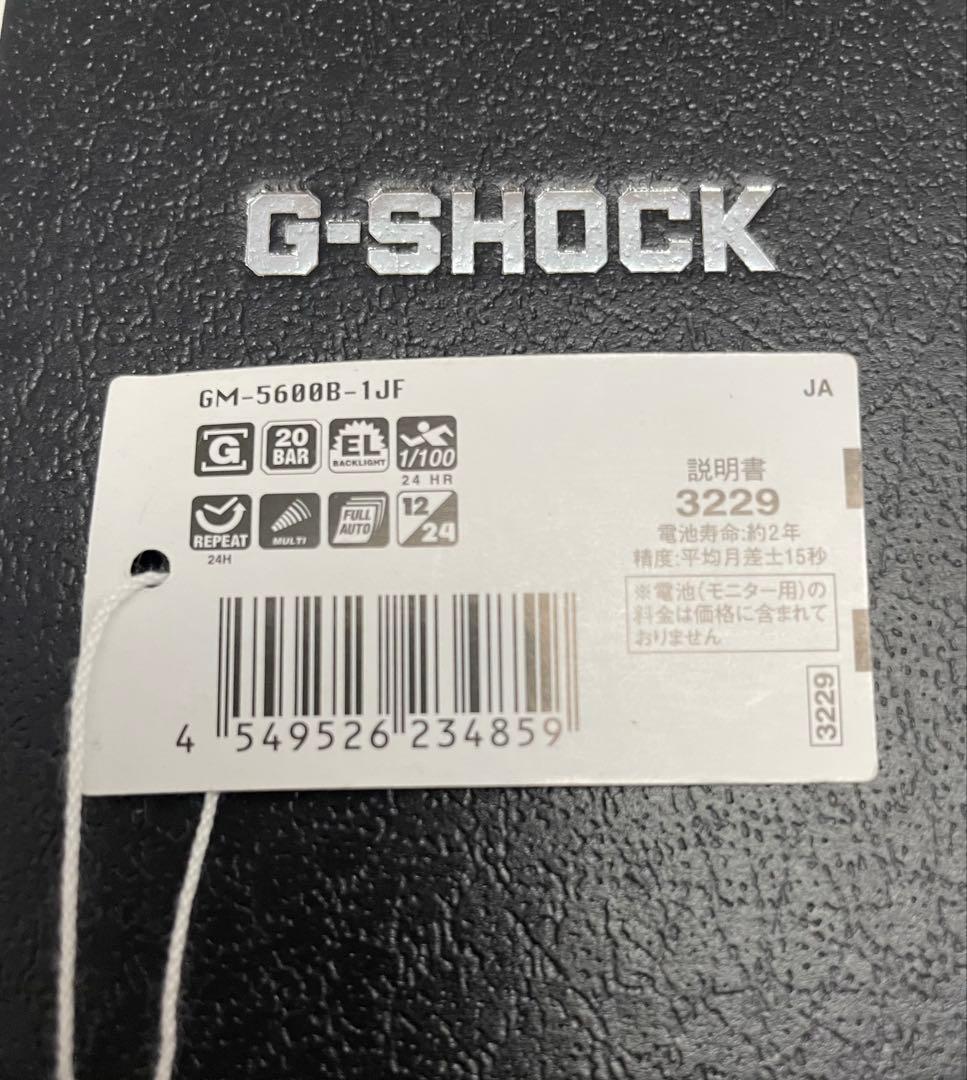 G-SHOCK
GM-5600B-1JF
JA
G
20
BAR
EL
BACKLIGHT
1/100
24 HR
REPEAT
24H
MULTI
FULL
AUTO
12/24
説明書
3229
電池寿命:約2年
精度:平均月差±15秒
※電池(モニター用)の
料金は価格に含まれて
おりません
3229
4 549526 234859